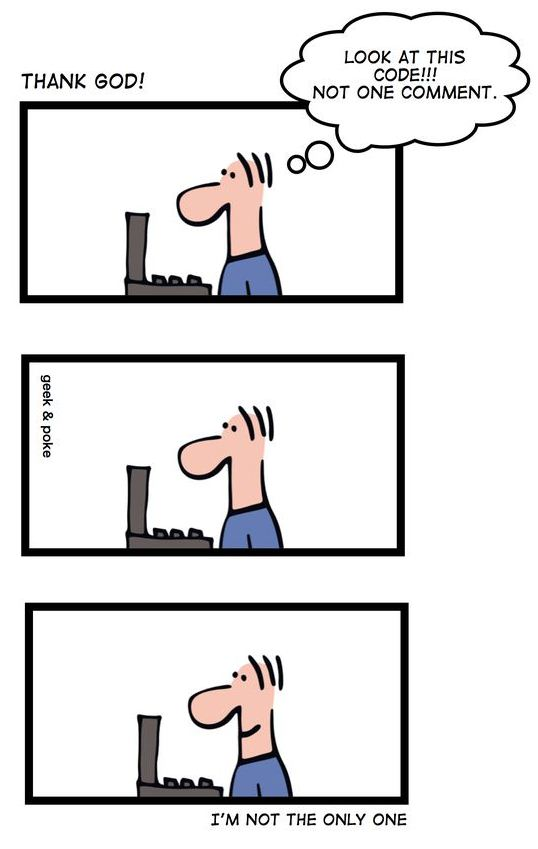 THANK GOD!
LOOK AT THIS
CODE!!!
NOT ONE COMMENT.
geek & poke
I'M NOT THE ONLY ONE